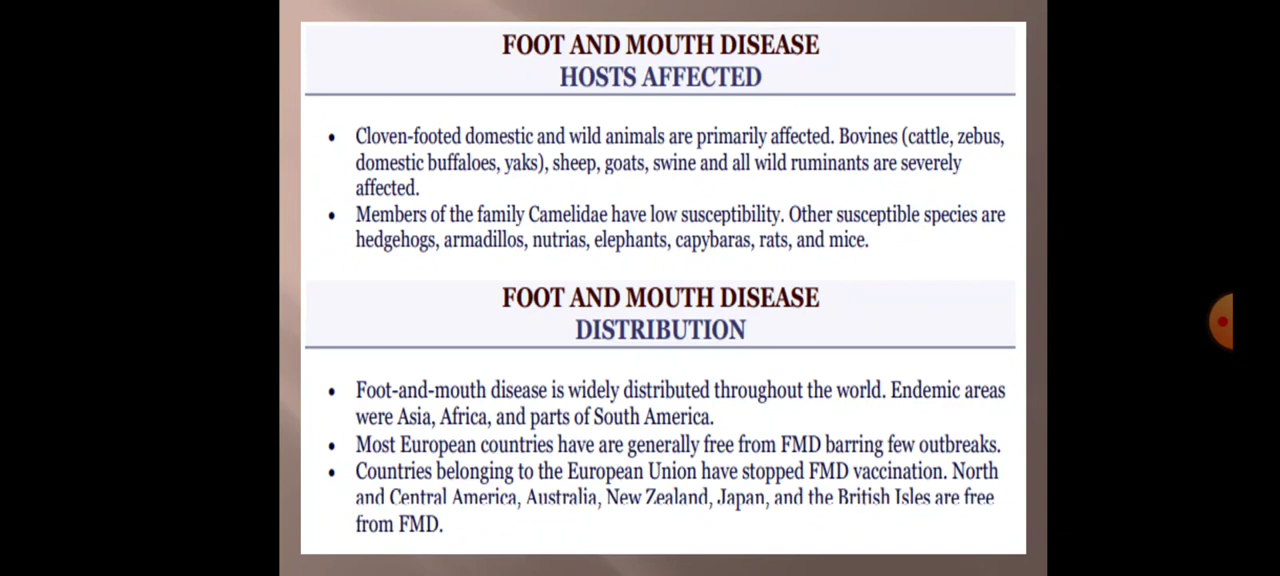 FOOT AND MOUTH DISEASE
HOSTS AFFECTED
• Cloven-footed domestic and wild animals are primarily affected. Bovines (cattle, zebus,
domestic buffaloes, yaks), sheep, goats, swine and all wild ruminants are severely
affected.
• Members of the family Camelidae have low susceptibility. Other susceptible species are
hedgehogs, armadillos, nutrias, elephants, capybaras, rats, and mice.
FOOT AND MOUTH DISEASE
DISTRIBUTION
• Foot-and-mouth disease is widely distributed throughout the world. Endemic areas
were Asia, Africa, and parts of South America.
• Most European countries have are generally free from FMD barring few outbreaks.
• Countries belonging to the European Union have stopped FMD vaccination. North
and Central America, Australia, New Zealand, Japan, and the British Isles are free
from FMD.